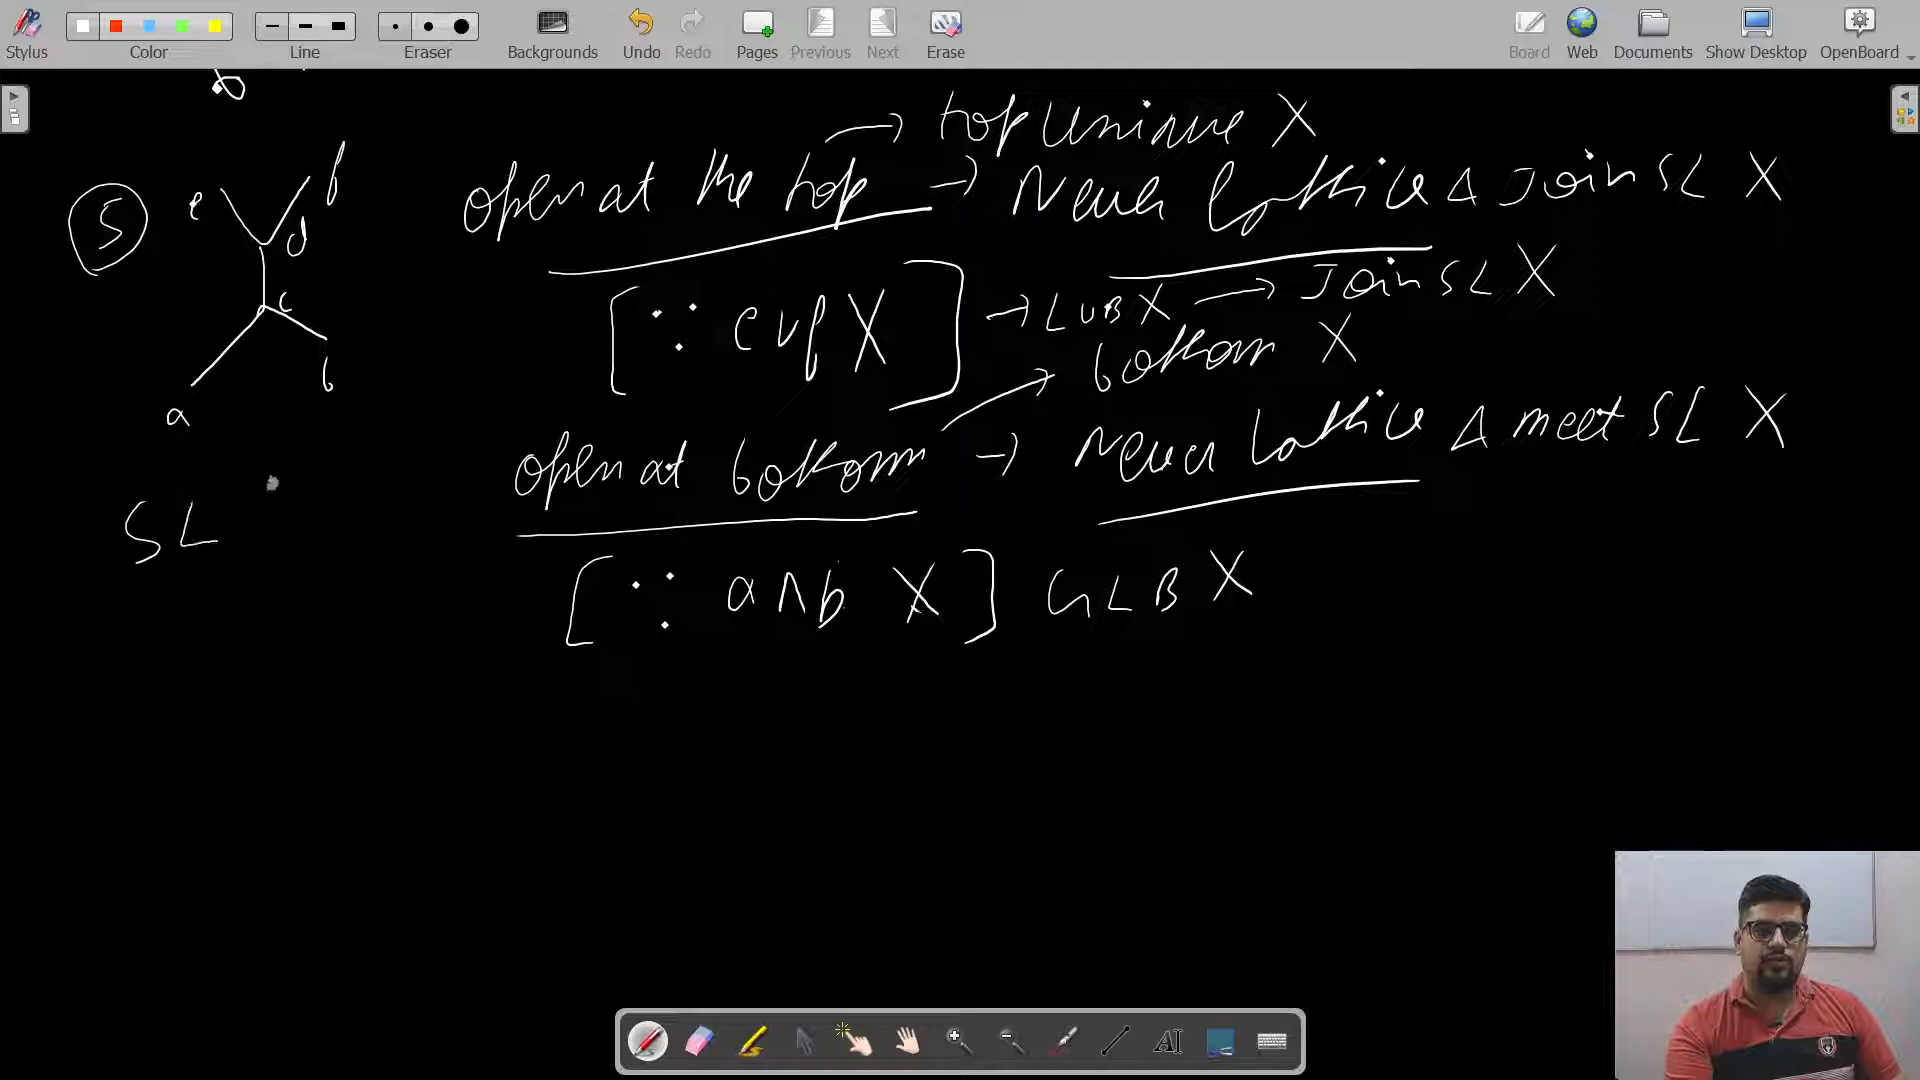 Stylus Color Line Eraser Backgrounds Undo Redo Pages Previous Next Erase Board Web Documents Show Desktop OpenBoard
b
→ top unique X
5 e f d c a b
open at the top → Never Lattice & Join SL X
[∵ e v f X] → LUB X → Join SL X
bottom X
open at bottom → Never Lattice & meet SL X
SL
[∵ a ∧ b X] GLB X